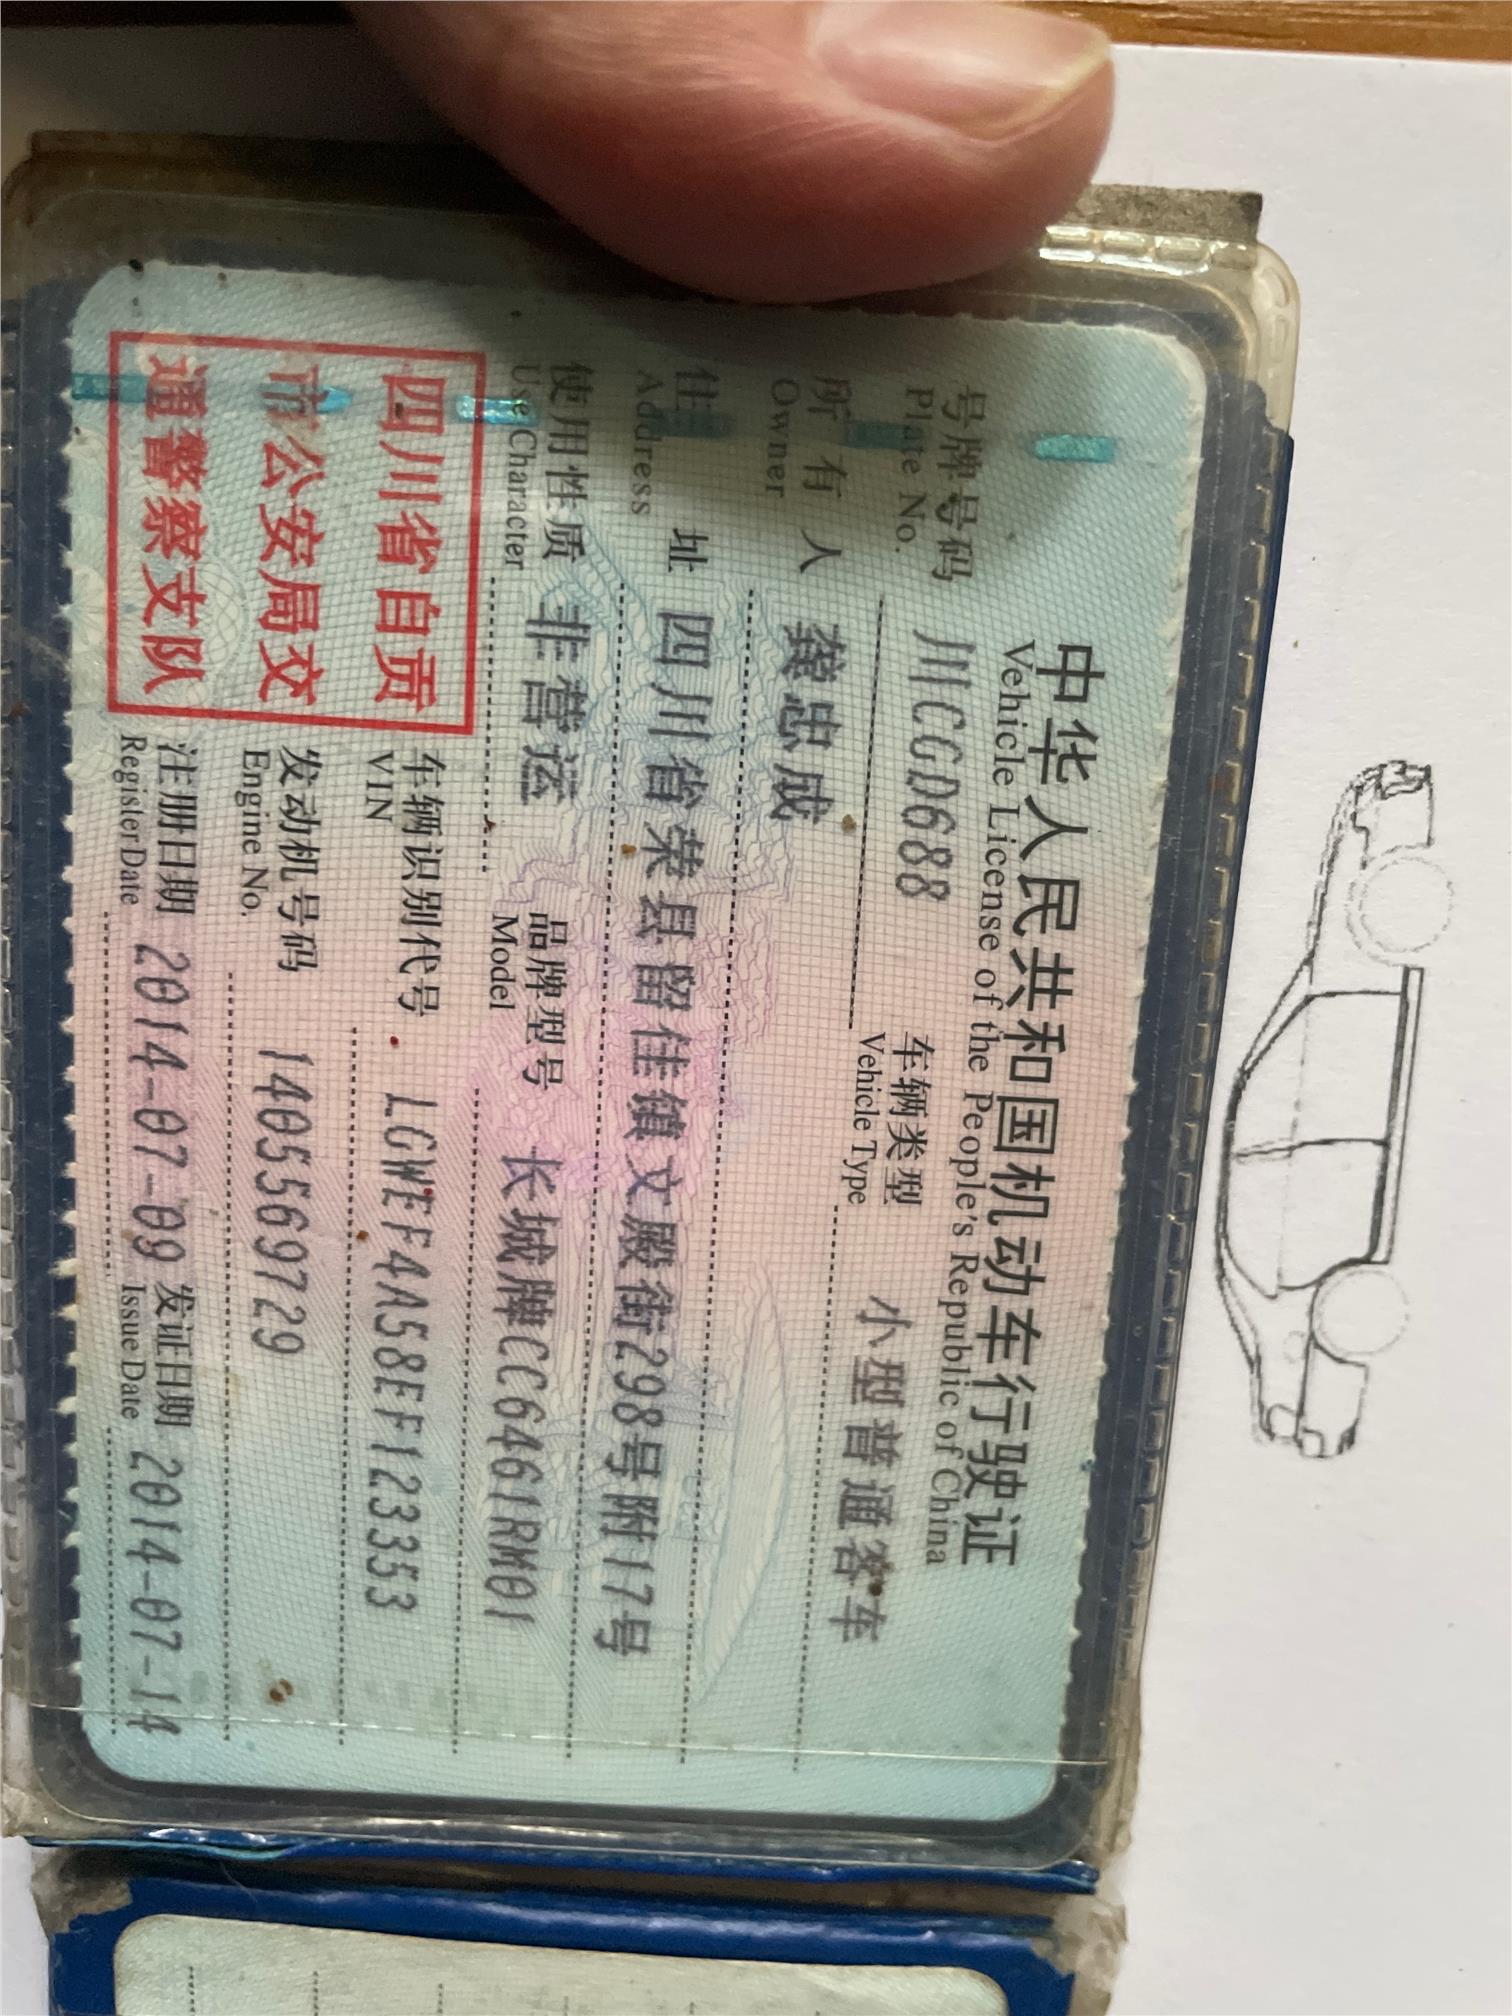 中华人民共和国机动车行驶证
Vehicle License of the People's Republic of China
号牌号码 川CGD688 车辆类型 小型普通客车
Plate No. Vehicle Type
所有人 龚忠成
Owner
住址 四川省荣县留佳镇文殿街298号附17号
Address
使用性质 非营运 品牌型号 长城牌CC6461RM01
Use Character Model
四川省自贡
市公安局交
通警察支队
车辆识别代号 LGWEF4A58EF123353
VIN
发动机号码 1405569729
Engine No.
注册日期 2014-07-09 发证日期 2014-07-14
Register Date Issue Date